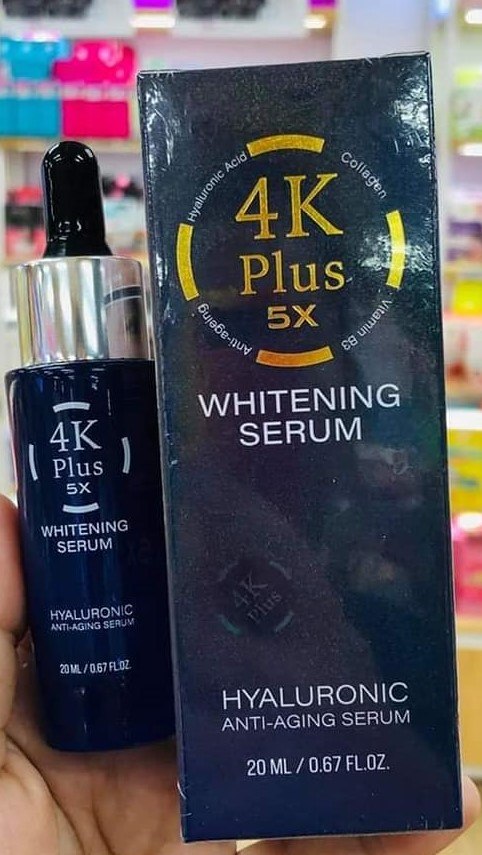 Hyaluronic Acid
Collagen
4K
Plus
5X
Anti-ageing
Vitamin B3
WHITENING
SERUM
4K
Plus
HYALURONIC
ANTI-AGING SERUM
20 ML / 0.67 FL.OZ.
4K
Plus
5X
WHITENING
SERUM
HYALURONIC
ANTI-AGING SERUM
20 ML / 0.67 FL.OZ.